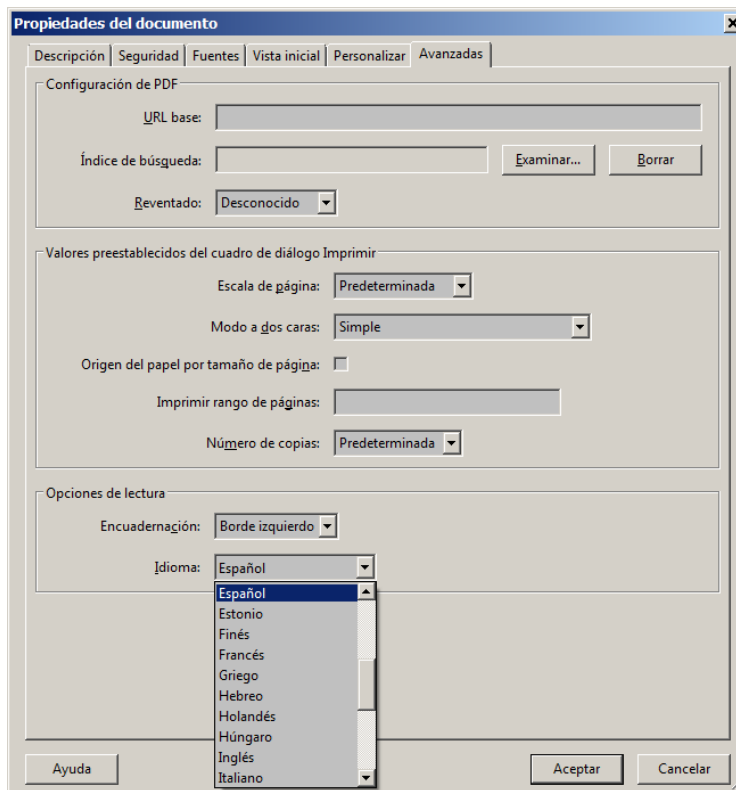 Propiedades del documento
Descripción Seguridad Fuentes Vista inicial Personalizar Avanzadas
Configuración de PDF
URL base:
Índice de búsqueda: Examinar... Borrar
Reventado: Desconocido
Valores preestablecidos del cuadro de diálogo Imprimir
Escala de página: Predeterminada
Modo a dos caras: Simple
Origen del papel por tamaño de página:
Imprimir rango de páginas:
Número de copias: Predeterminada
Opciones de lectura
Encuadernación: Borde izquierdo
Idioma: Español
Español
Estonio
Finés
Francés
Griego
Hebreo
Holandés
Húngaro
Inglés
Italiano
Ayuda Aceptar Cancelar